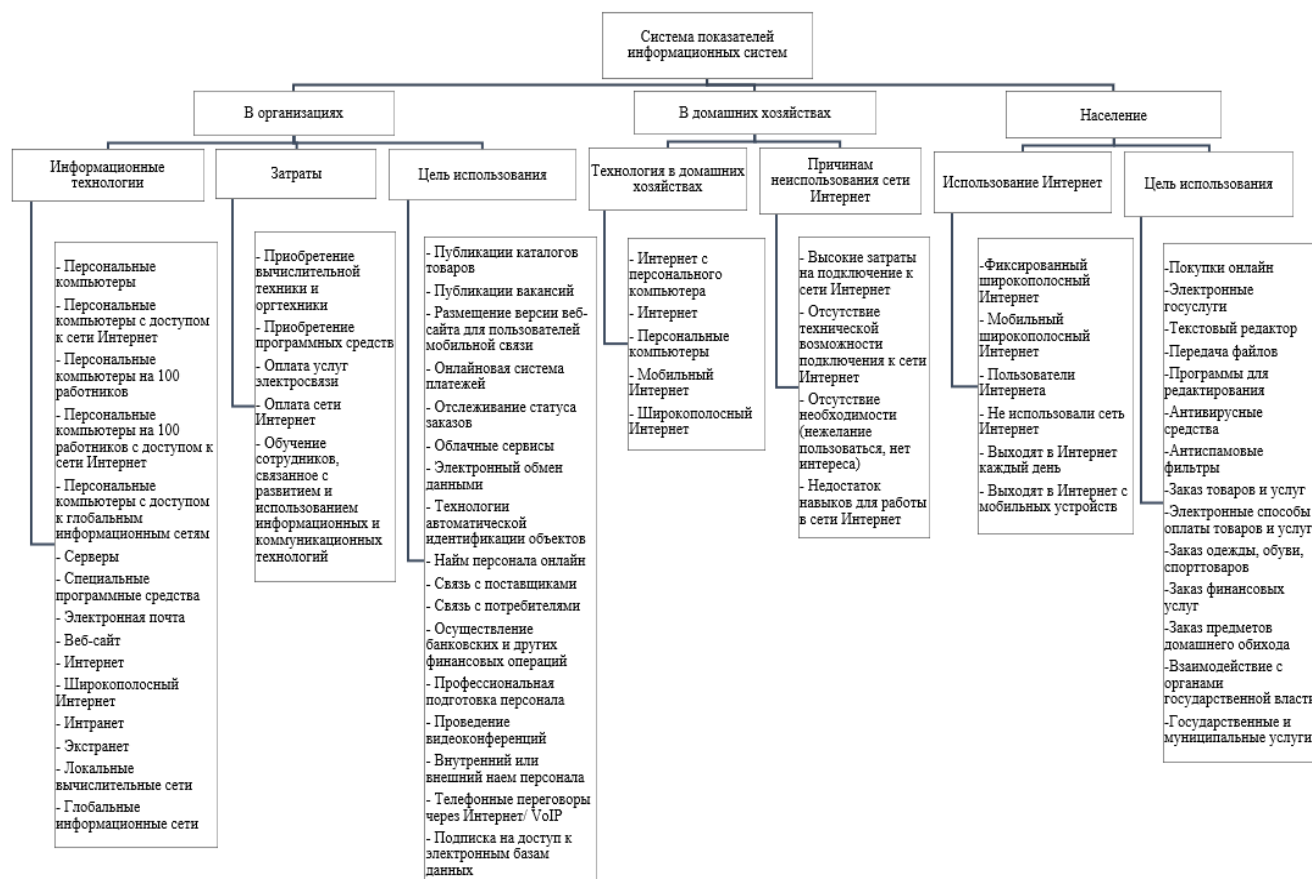 Система показателей
информационных систем
В организациях
В домашних хозяйствах
Население
Информационные
технологии
Затраты
Цель использования
Технология в домашних
хозяйствах
Причинам
неиспользования сети
Интернет
Использование Интернет
Цель использования
- Персональные
компьютеры
- Персональные
компьютеры с доступом
к сети Интернет
- Персональные
компьютеры на 100
работников
- Персональные
компьютеры на 100
работников с доступом к
сети Интернет
- Персональные
компьютеры с доступом
к глобальным
информационным сетям
- Серверы
- Специальные
программные средства
- Электронная почта
- Веб-сайт
- Интернет
- Широкополосный
Интернет
- Интранет
- Экстранет
- Локальные
вычислительные сети
- Глобальные
информационные сети
- Приобретение
вычислительной
техники и
оргтехники
- Приобретение
программных средств
- Оплата услуг
электросвязи
- Оплата сети
Интернет
- Обучение
сотрудников,
связанное с
развитием и
использованием
информационных и
коммуникационных
технологий
- Публикации каталогов
товаров
- Публикации вакансий
- Размещение версии веб-
сайта для пользователей
мобильной связи
- Онлайновая система
платежей
- Отслеживание статуса
заказов
- Облачные сервисы
- Электронный обмен
данными
- Технологии
автоматической
идентификации объектов
- Найм персонала онлайн
- Связь с поставщиками
- Связь с потребителями
- Осуществление
банковских и других
финансовых операций
- Профессиональная
подготовка персонала
- Проведение
видеоконференций
- Внутренний или
внешний наем персонала
- Телефонные переговоры
через Интернет/ VoIP
- Подписка на доступ к
электронным базам
данных
- Интернет с
персонального
компьютера
- Интернет
- Персональные
компьютеры
- Мобильный
Интернет
- Широкополосный
Интернет
- Высокие затраты
на подключение к
сети Интернет
- Отсутствие
технической
возможности
подключения к сети
Интернет
- Отсутствие
необходимости
(нежелание
пользоваться, нет
интереса)
- Недостаток
навыков для работы
в сети Интернет
-Фиксированный
широкополосный
Интернет
- Мобильный
широкополосный
Интернет
- Пользователи
Интернета
- Не использовали сеть
Интернет
- Выходят в Интернет
каждый день
- Выходят в Интернет с
мобильных устройств
-Покупки онлайн
-Электронные
госуслуги
-Текстовый редактор
-Передача файлов
-Программы для
редактирования
-Антивирусные
средства
-Антиспамовые
фильтры
-Заказ товаров и услуг
-Электронные способы
оплаты товаров и услуг
-Заказ одежды, обуви,
спорттоваров
-Заказ финансовых
услуг
-Заказ предметов
домашнего обихода
-Взаимодействие с
органами
государственной власти
-Государственные и
муниципальные услуги